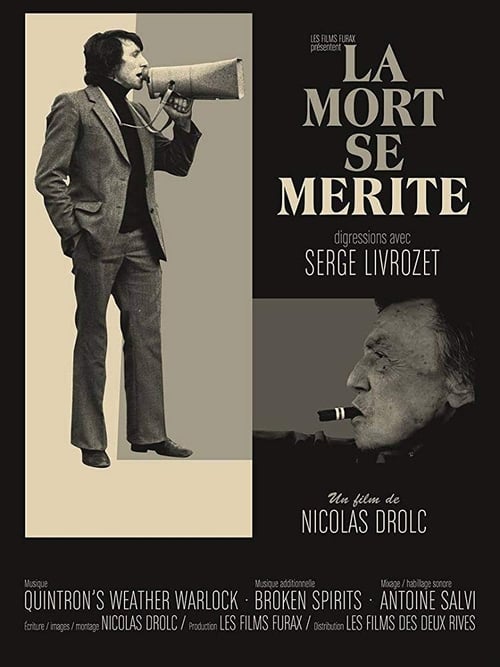 LES FILMS FURAX
présentent
LA
MORT
SE
MERITE
digressions avec
SERGE LIVROZET
Un film de
NICOLAS DROLC
Musique
QUINTRON'S WEATHER WARLOCK ·
Musique additionnelle
BROKEN SPIRITS ·
Mixage / habillage sonore
ANTOINE SALVI
Écriture / images / montage NICOLAS DROLC / Production LES FILMS FURAX / Distribution LES FILMS DES DEUX RIVES